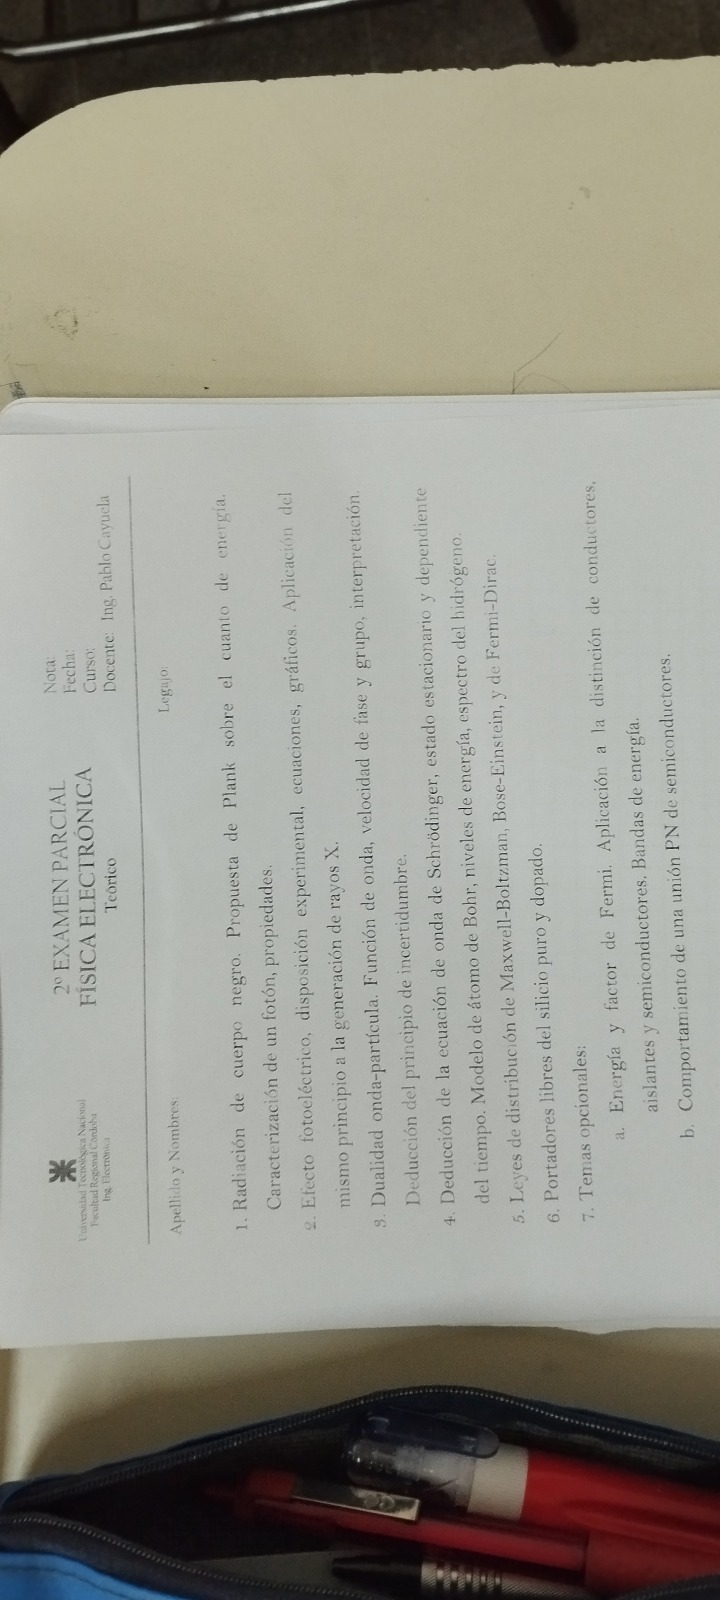 Universidad Tecnológica Nacional
Facultad Regional Córdoba
Ing. Electrónica
2º EXAMEN PARCIAL
FÍSICA ELECTRÓNICA
Teórico
Nota:
Fecha:
Curso:
Docente: Ing. Pablo Cayuela
Apellido y Nombres: Legajo:
1. Radiación de cuerpo negro. Propuesta de Plank sobre el cuanto de energía.
Caracterización de un fotón, propiedades.
2. Efecto fotoeléctrico, disposición experimental, ecuaciones, gráficos. Aplicación del
mismo principio a la generación de rayos X.
3. Dualidad onda-partícula. Función de onda, velocidad de fase y grupo, interpretación.
Deducción del principio de incertidumbre.
4. Deducción de la ecuación de onda de Schrödinger, estado estacionario y dependiente
del tiempo. Modelo de átomo de Bohr, niveles de energía, espectro del hidrógeno.
5. Leyes de distribución de Maxwell-Boltzman, Bose-Einstein, y de Fermi-Dirac.
6. Portadores libres del silicio puro y dopado.
7. Temas opcionales:
a. Energía y factor de Fermi. Aplicación a la distinción de conductores,
aislantes y semiconductores. Bandas de energía.
b. Comportamiento de una unión PN de semiconductores.